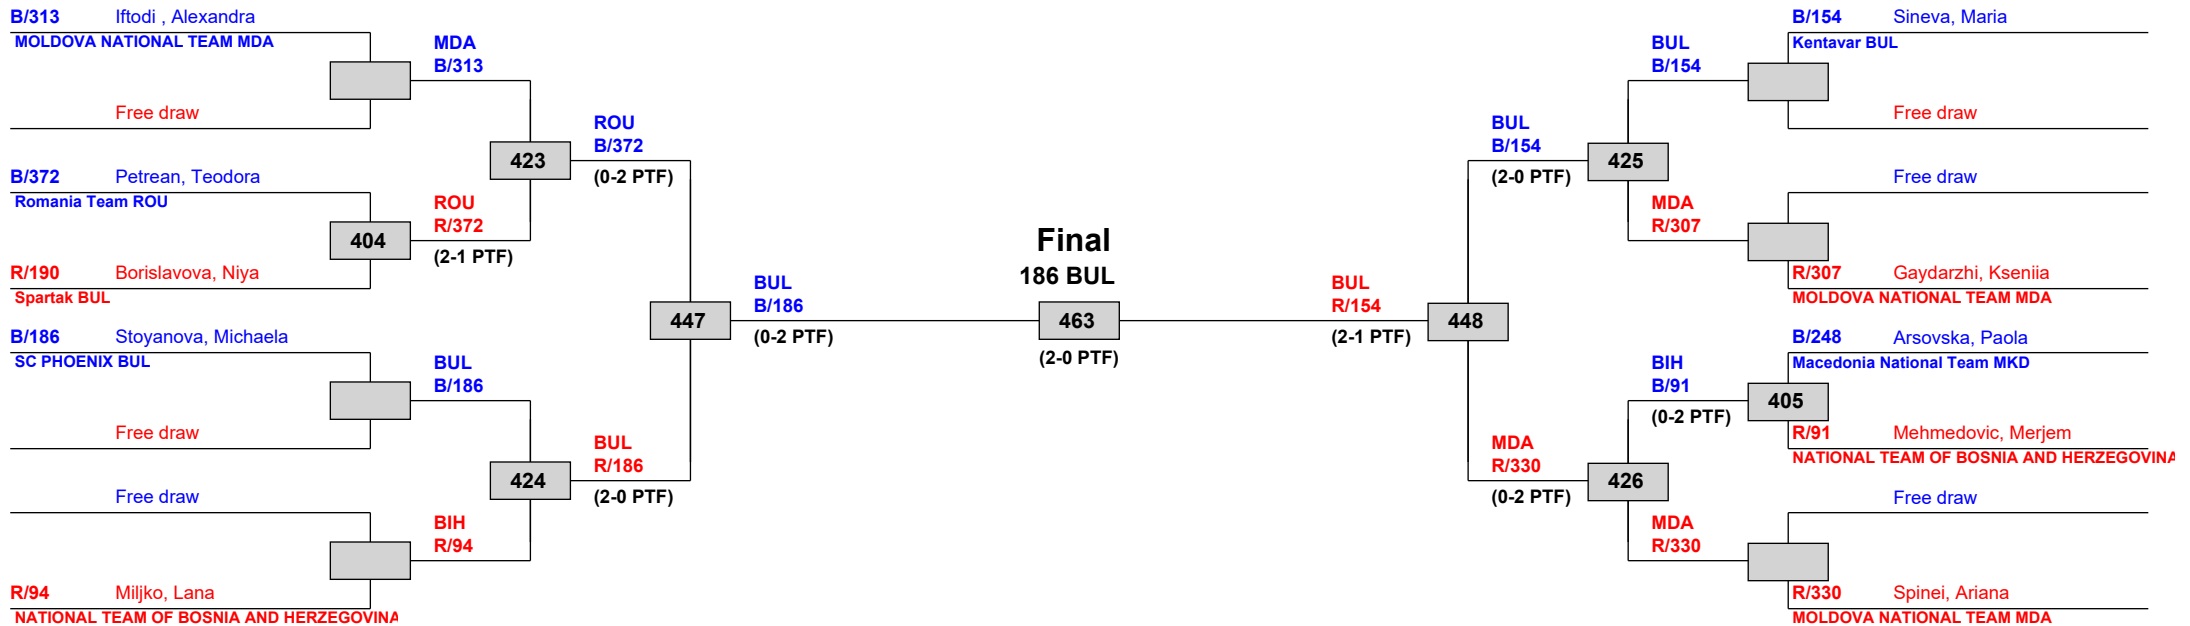 B/313 Iftodi , Alexandra
MOLDOVA NATIONAL TEAM MDA
Free draw
B/372 Petrean, Teodora
Romania Team ROU
R/190 Borislavova, Niya
Spartak BUL
B/186 Stoyanova, Michaela
SC PHOENIX BUL
Free draw
Free draw
R/94 Miljko, Lana
NATIONAL TEAM OF BOSNIA AND HERZEGOVINA
MDA
B/313
404
ROU
R/372
(2-1 PTF)
BUL
B/186
BIH
R/94
423
ROU
B/372
(0-2 PTF)
424
BUL
R/186
(2-0 PTF)
447
BUL
B/186
(0-2 PTF)
Final
186 BUL
463
(2-0 PTF)
BUL
R/154
(2-1 PTF)
448
BUL
B/154
(2-0 PTF)
425
MDA
R/330
(0-2 PTF)
426
BUL
B/154
MDA
R/307
BIH
B/91
(0-2 PTF)
405
MDA
R/330
B/154 Sineva, Maria
Kentavar BUL
Free draw
Free draw
R/307 Gaydarzhi, Kseniia
MOLDOVA NATIONAL TEAM MDA
B/248 Arsovska, Paola
Macedonia National Team MKD
R/91 Mehmedovic, Merjem
NATIONAL TEAM OF BOSNIA AND HERZEGOVINA
Free draw
R/330 Spinei, Ariana
MOLDOVA NATIONAL TEAM MDA